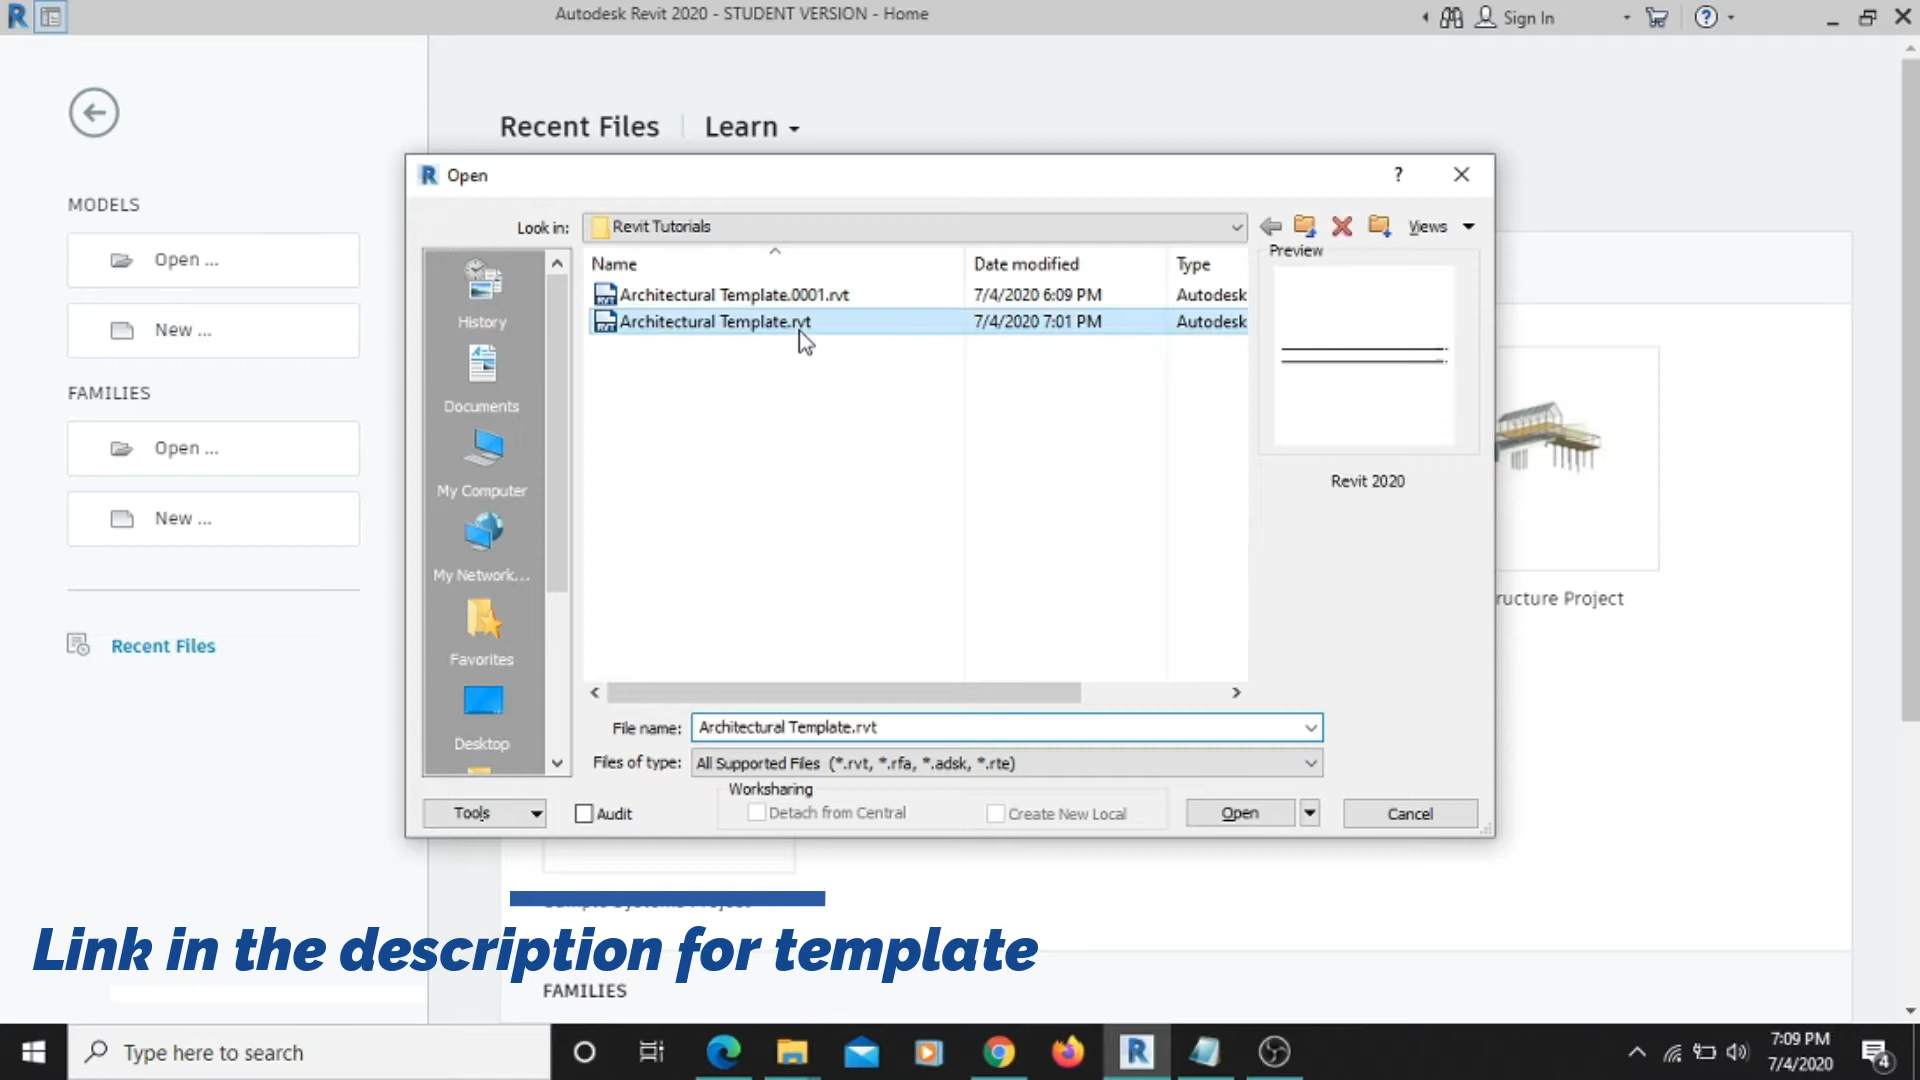 Autodesk Revit 2020 - STUDENT VERSION - Home
Sign In
Recent Files
Learn
MODELS
Open ...
New ...
FAMILIES
Open ...
New ...
Recent Files
Open
Look in:
Revit Tutorials
Views
Name
Date modified
Type
Preview
Architectural Template.0001.rvt
7/4/2020 6:09 PM
Autodesk
Architectural Template.rvt
7/4/2020 7:01 PM
Autodesk
History
Documents
My Computer
My Network...
Favorites
Desktop
Revit 2020
ructure Project
File name:
Architectural Template.rvt
Files of type:
All Supported Files (*.rvt, *.rfa, *.adsk, *.rte)
Worksharing
Tools
Audit
Detach from Central
Create New Local
Open
Cancel
Link in the description for template
FAMILIES
Type here to search
7:09 PM
7/4/2020
4